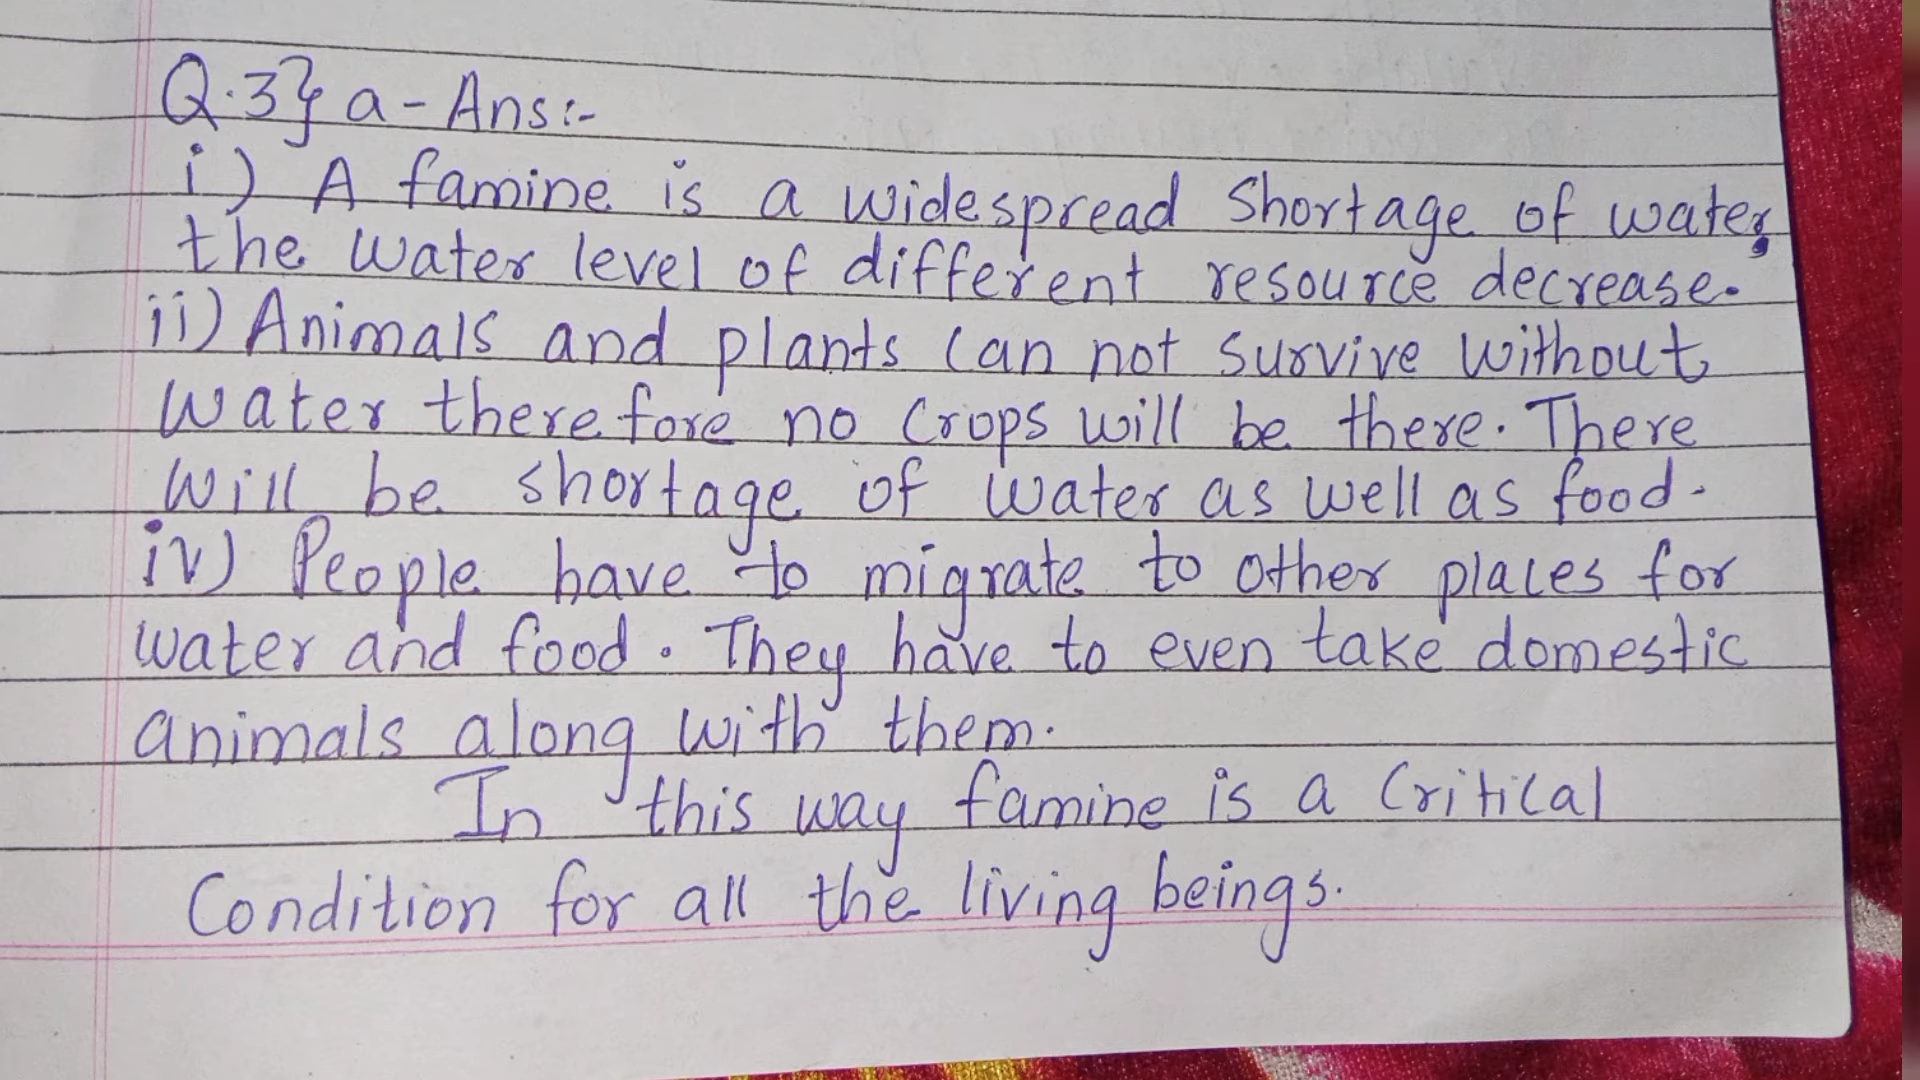 Q.3} a - Ans :-
i) A famine is a widespread shortage of water,
the water level of different resource decrease.
ii) Animals and plants can not survive without
water therefore no crops will be there. There
will be shortage of water as well as food.
iv) People have to migrate to other places for
water and food. They have to even take domestic
animals along with them.
In this way famine is a critical
Condition for all the living beings.